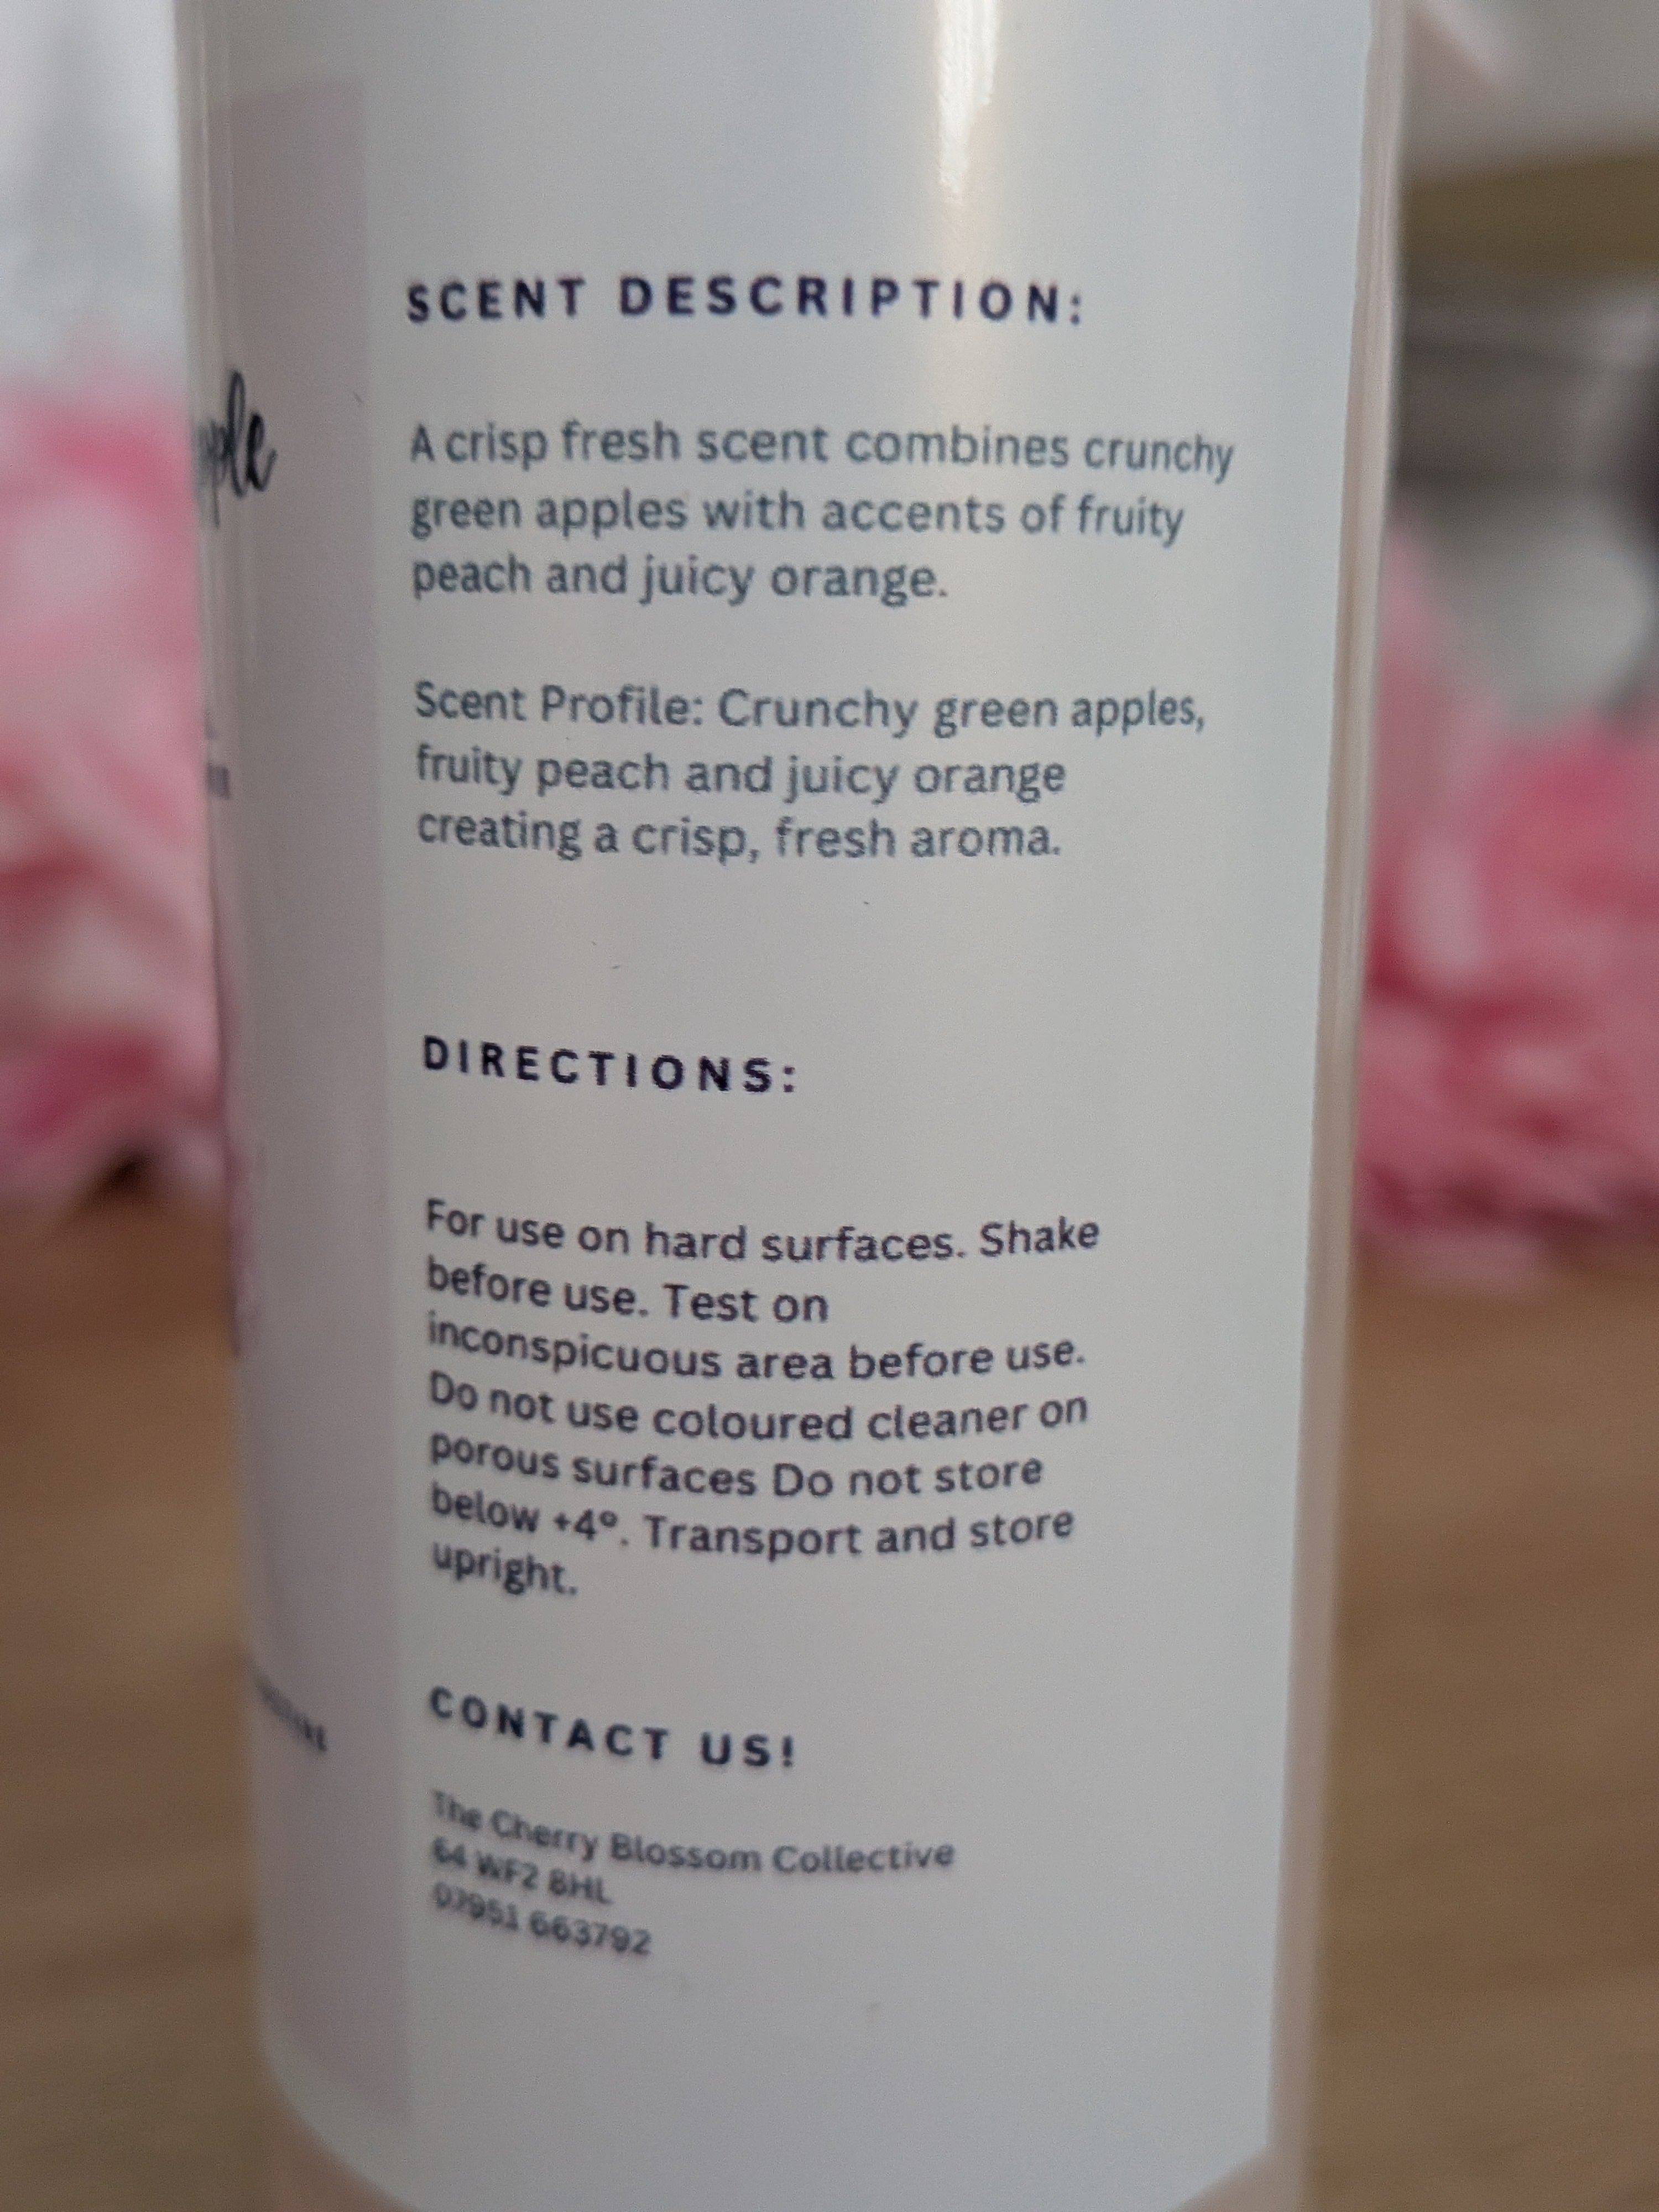 SCENT DESCRIPTION:
A crisp fresh scent combines crunchy
green apples with accents of fruity
peach and juicy orange.
Scent Profile: Crunchy green apples,
fruity peach and juicy orange
creating a crisp, fresh aroma.
DIRECTIONS:
For use on hard surfaces. Shake
before use. Test on
inconspicuous area before use.
Do not use coloured cleaner on
porous surfaces Do not store
below +4°. Transport and store
upright.
CONTACT US!
The Cherry Blossom Collective
64 WF2 8HL
07951 663792